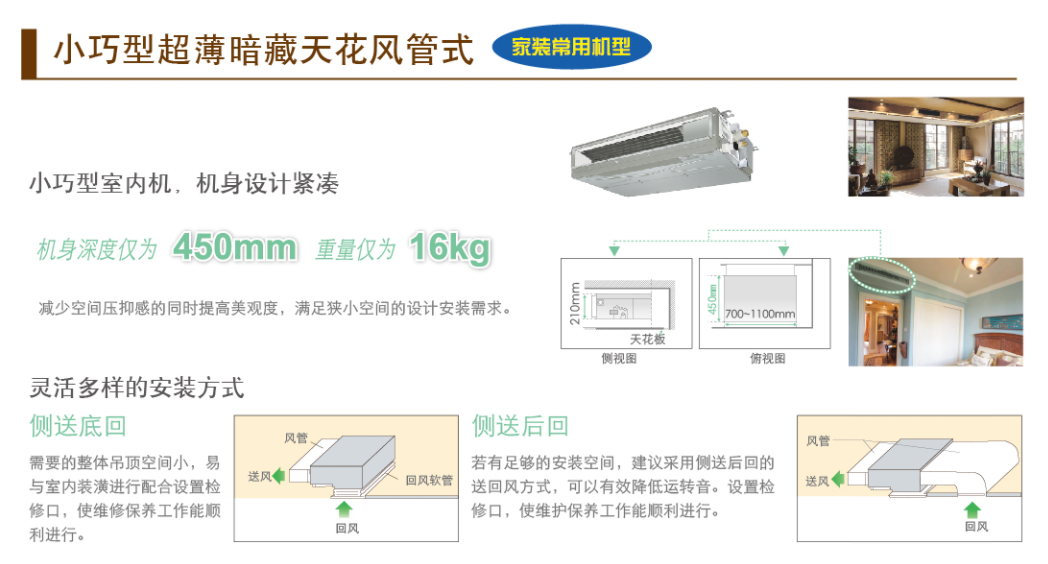 小巧型超薄暗藏天花风管式 家装常用机型
小巧型室内机，机身设计紧凑
机身深度仅为 450mm 重量仅为 16kg
减少空间压抑感的同时提高美观度，满足狭小空间的设计安装需求。
210mm
天花板
侧视图
450mm
700~1100mm
俯视图
灵活多样的安装方式
侧送底回
需要的整体吊顶空间小，易
与室内装潢进行配合设置检
修口，使维修保养工作能顺
利进行。
风管
送风
回风软管
回风
侧送后回
若有足够的安装空间，建议采用侧送后回的
送回风方式，可以有效降低运转音。设置检
修口，使维护保养工作能顺利进行。
风管
送风
回风